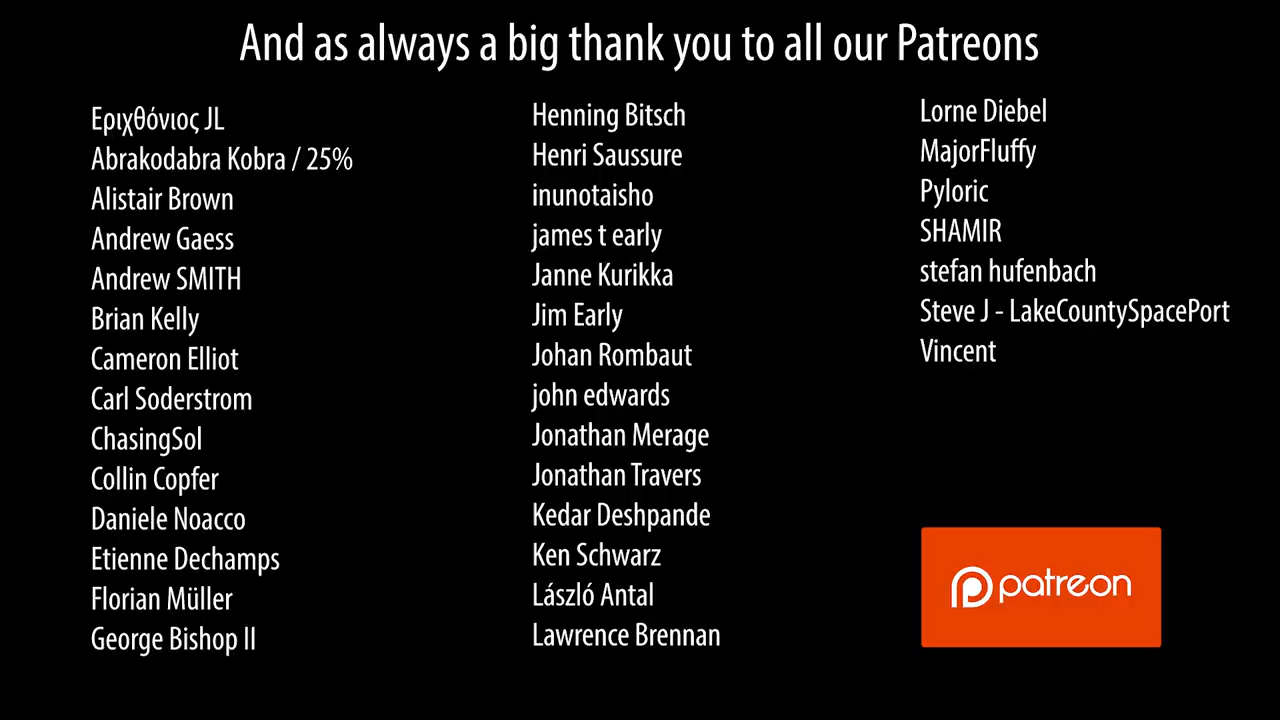 And as always a big thank you to all our Patreons
Εριχθόνιος JL
Abrakodabra Kobra / 25%
Alistair Brown
Andrew Gaess
Andrew SMITH
Brian Kelly
Cameron Elliot
Carl Soderstrom
ChasingSol
Collin Copfer
Daniele Noacco
Etienne Dechamps
Florian Müller
George Bishop II
Henning Bitsch
Henri Saussure
inunotaisho
james t early
Janne Kurikka
Jim Early
Johan Rombaut
john edwards
Jonathan Merage
Jonathan Travers
Kedar Deshpande
Ken Schwarz
László Antal
Lawrence Brennan
Lorne Diebel
MajorFluffy
Pyloric
SHAMIR
stefan hufenbach
Steve J - LakeCountySpacePort
Vincent
patreon